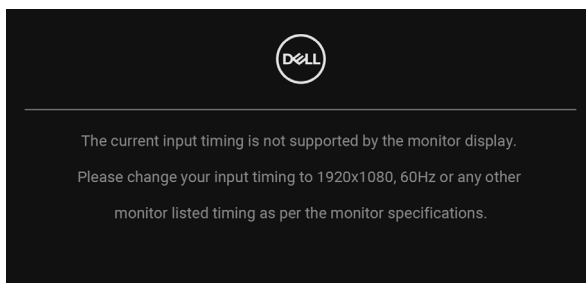 DELL
The current input timing is not supported by the monitor display.
Please change your input timing to 1920x1080, 60Hz or any other
monitor listed timing as per the monitor specifications.